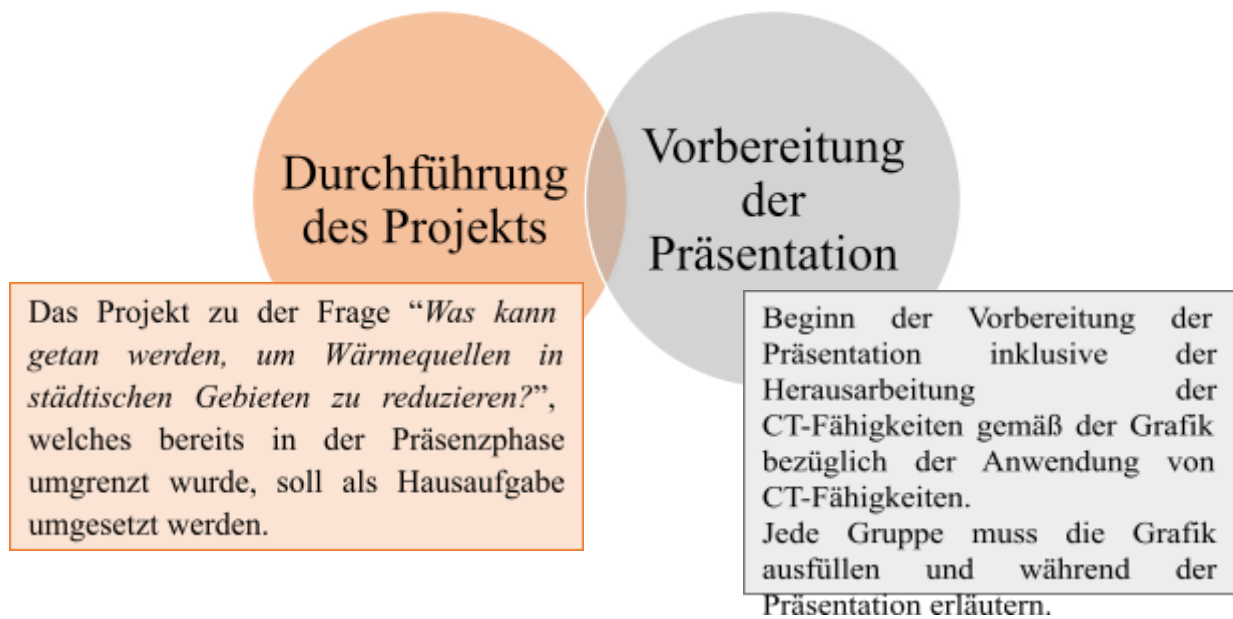 Durchführung
des Projekts
Vorbereitung
der
Präsentation
Das Projekt zu der Frage “Was kann
getan werden, um Wärmequellen in
städtischen Gebieten zu reduzieren?”,
welches bereits in der Präsenzphase
umgrenzt wurde, soll als Hausaufgabe
umgesetzt werden.
Beginn der Vorbereitung der
Präsentation inklusive der
Herausarbeitung der
CT-Fähigkeiten gemäß der Grafik
bezüglich der Anwendung von
CT-Fähigkeiten.
Jede Gruppe muss die Grafik
ausfüllen und während der
Präsentation erläutern.